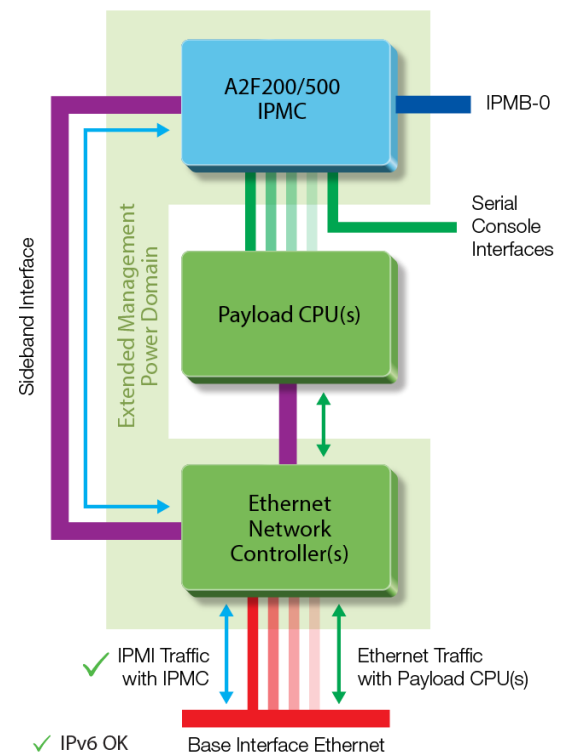 A2F200/500
IPMC
IPMB-0
Serial
Console
Interfaces
Sideband Interface
Extended Management
Power Domain
Payload CPU(s)
Ethernet
Network
Controller(s)
✓ IPMI Traffic
with IPMC
Ethernet Traffic
with Payload CPU(s)
✓ IPv6 OK
Base Interface Ethernet